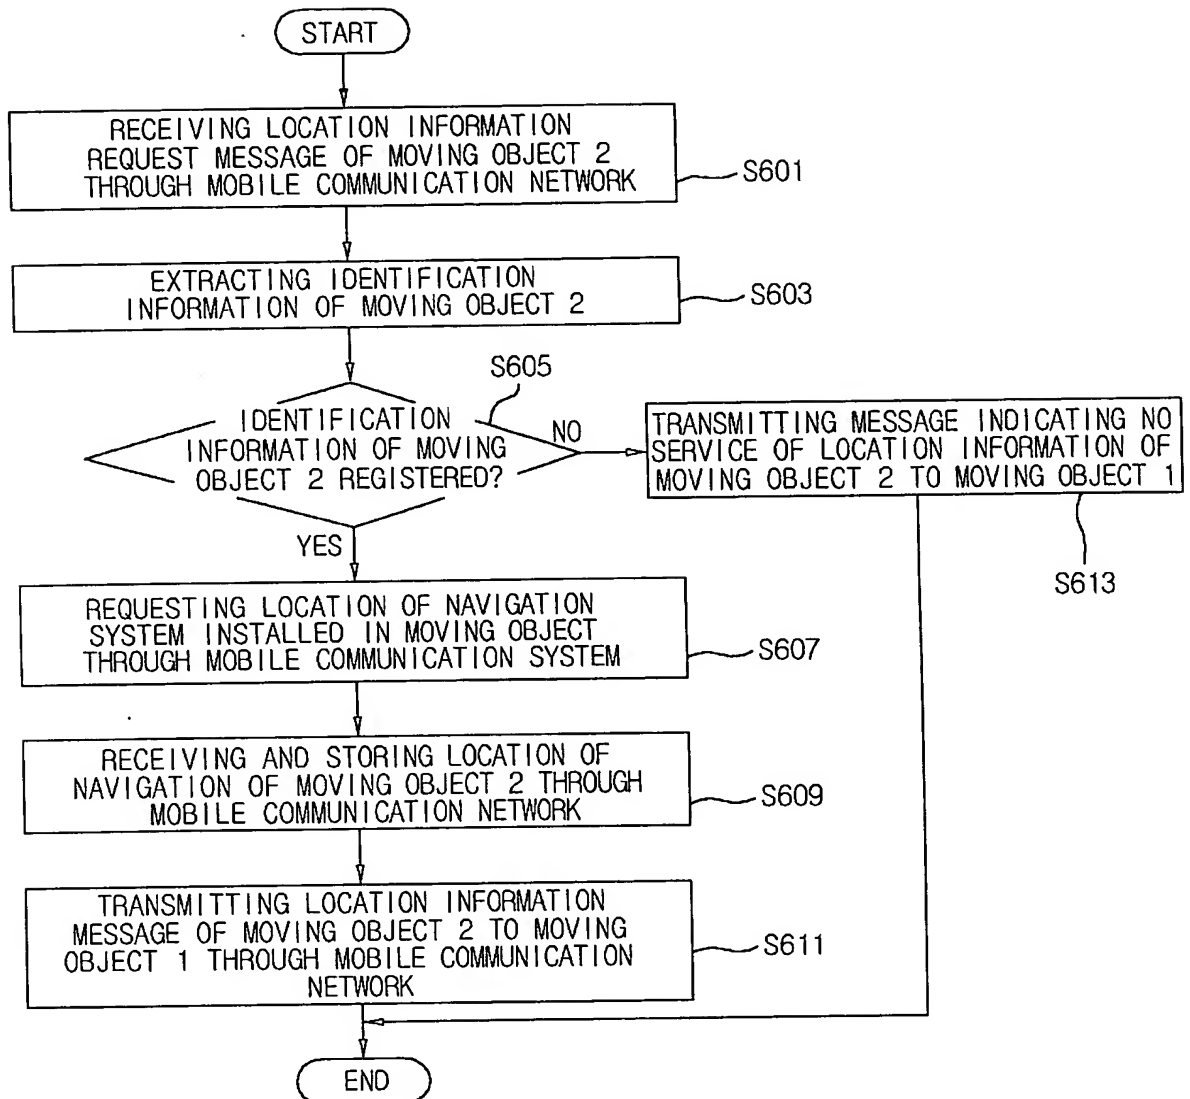 START
RECEIVING LOCATION INFORMATION
REQUEST MESSAGE OF MOVING OBJECT 2
THROUGH MOBILE COMMUNICATION NETWORK
S601
EXTRACTING IDENTIFICATION
INFORMATION OF MOVING OBJECT 2
S603
S605
IDENTIFICATION
INFORMATION OF MOVING
OBJECT 2 REGISTERED?
NO
TRANSMITTING MESSAGE INDICATING NO
SERVICE OF LOCATION INFORMATION OF
MOVING OBJECT 2 TO MOVING OBJECT 1
S613
YES
REQUESTING LOCATION OF NAVIGATION
SYSTEM INSTALLED IN MOVING OBJECT
THROUGH MOBILE COMMUNICATION SYSTEM
S607
RECEIVING AND STORING LOCATION OF
NAVIGATION OF MOVING OBJECT 2 THROUGH
MOBILE COMMUNICATION NETWORK
S609
TRANSMITTING LOCATION INFORMATION
MESSAGE OF MOVING OBJECT 2 TO MOVING
OBJECT 1 THROUGH MOBILE COMMUNICATION
NETWORK
S611
END